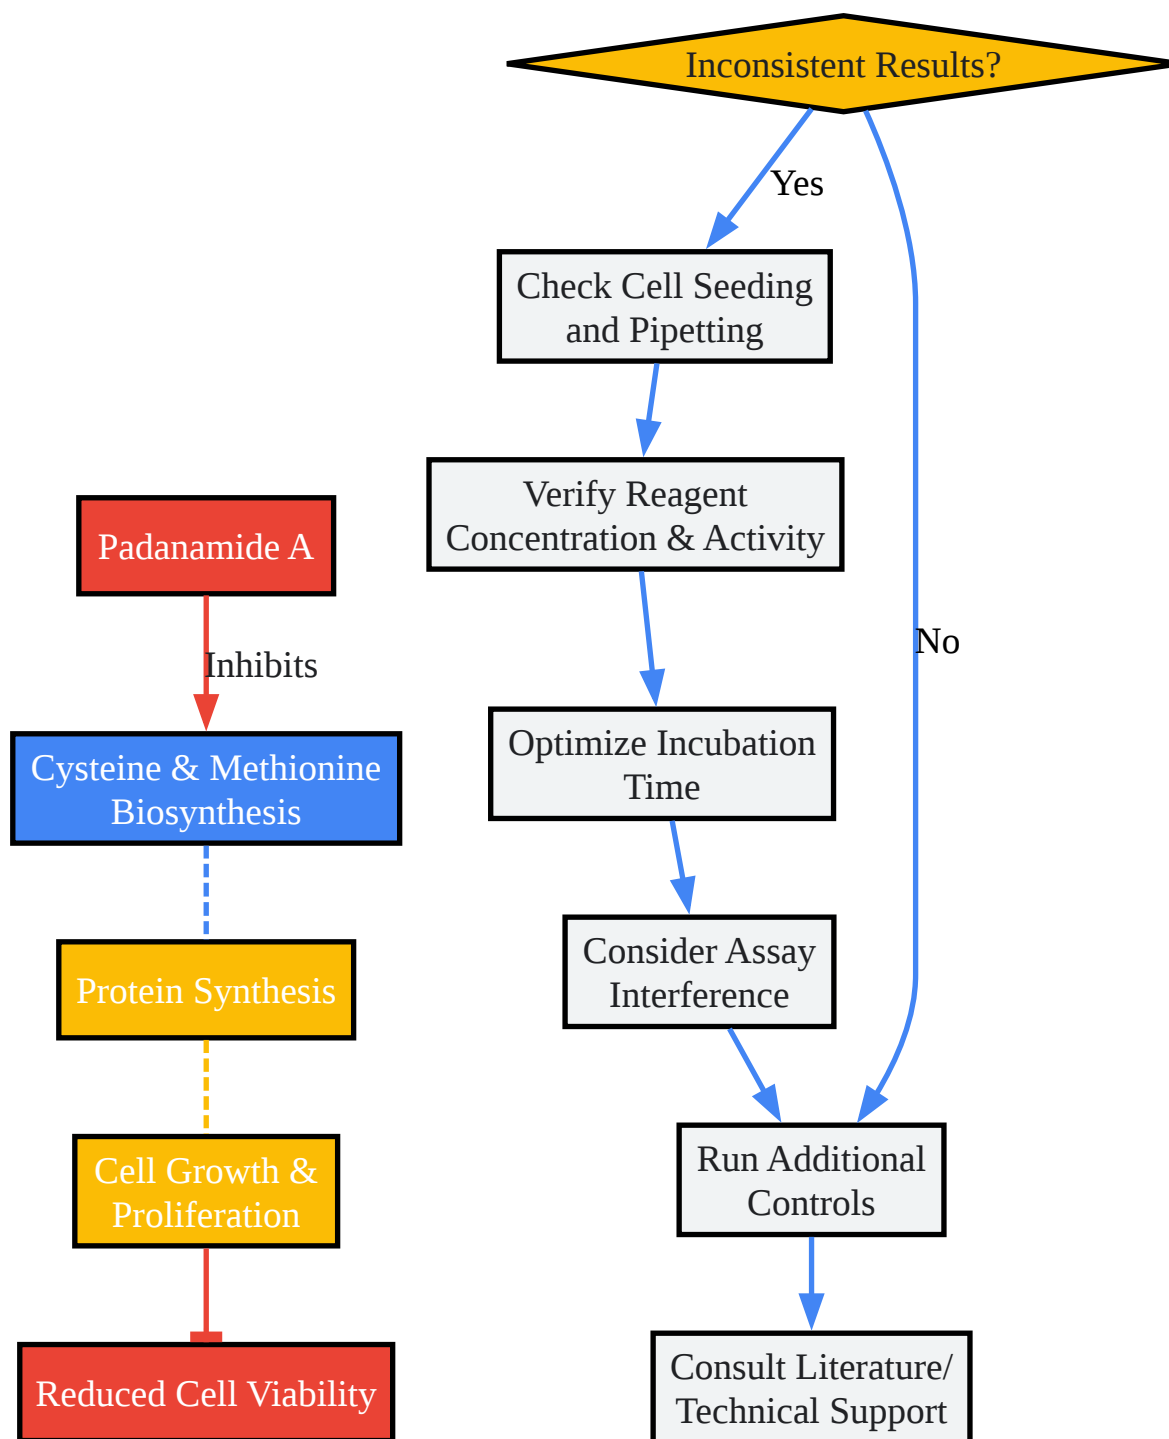 Inconsistent Results?
Yes
Check Cell Seeding
and Pipetting
Verify Reagent
Concentration & Activity
Optimize Incubation
Time
Consider Assay
Interference
No
Run Additional
Controls
Consult Literature/
Technical Support
Padanamide A
Inhibits
Cysteine & Methionine
Biosynthesis
Protein Synthesis
Cell Growth &
Proliferation
Reduced Cell Viability